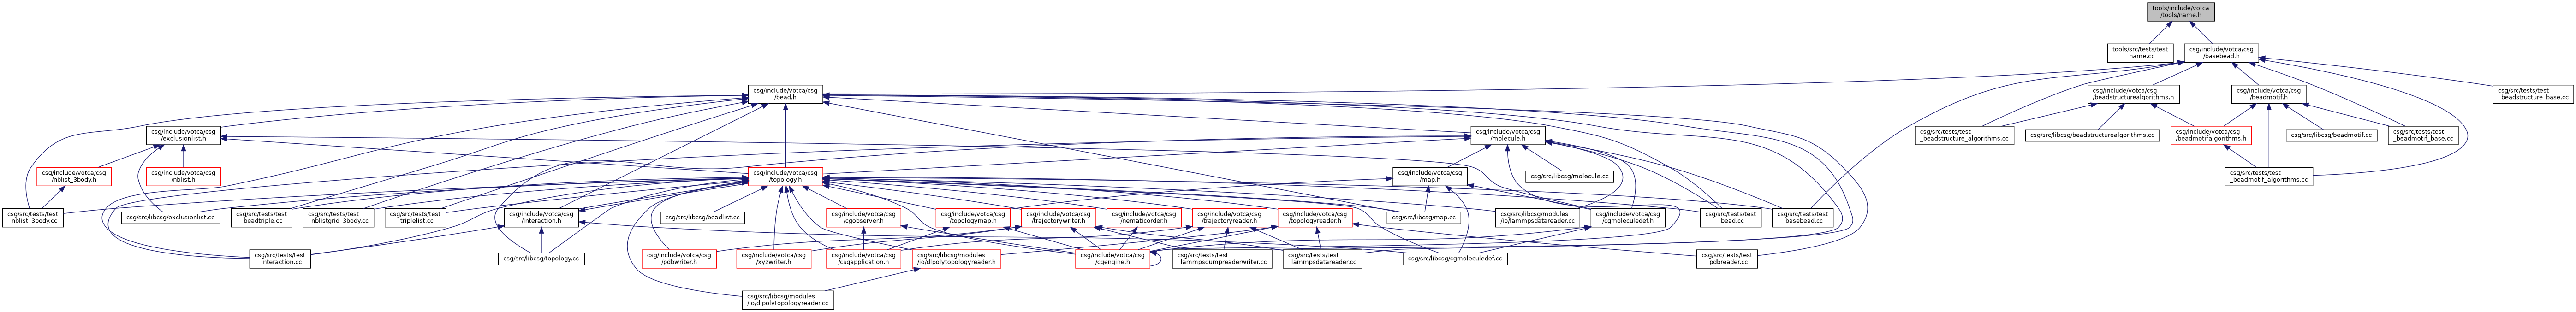 tools/include/votca
/tools/name.h
tools/src/tests/test
_name.cc
csg/include/votca/csg
/basebead.h
csg/include/votca/csg
/bead.h
csg/include/votca/csg
/beadstructurealgorithms.h
csg/include/votca/csg
/beadmotif.h
csg/src/tests/test
_beadstructure_base.cc
csg/include/votca/csg
/exclusionlist.h
csg/include/votca/csg
/molecule.h
csg/src/tests/test
_beadstructure_algorithms.cc
csg/src/libcsg/beadstructurealgorithms.cc
csg/include/votca/csg
/beadmotifalgorithms.h
csg/src/libcsg/beadmotif.cc
csg/src/tests/test
_beadmotif_base.cc
csg/include/votca/csg
/nblist_3body.h
csg/include/votca/csg
/nblist.h
csg/include/votca/csg
/topology.h
csg/include/votca/csg
/map.h
csg/src/libcsg/molecule.cc
csg/src/tests/test
_beadmotif_algorithms.cc
csg/src/tests/test
_nblist_3body.cc
csg/src/libcsg/exclusionlist.cc
csg/src/tests/test
_beadtriple.cc
csg/src/tests/test
_nblistgrid_3body.cc
csg/src/tests/test
_triplelist.cc
csg/include/votca/csg
/interaction.h
csg/src/libcsg/beadlist.cc
csg/include/votca/csg
/cgobserver.h
csg/include/votca/csg
/topologymap.h
csg/include/votca/csg
/trajectorywriter.h
csg/include/votca/csg
/nematicorder.h
csg/include/votca/csg
/trajectoryreader.h
csg/include/votca/csg
/topologyreader.h
csg/src/libcsg/map.cc
csg/src/libcsg/modules
/io/lammpsdatareader.cc
csg/include/votca/csg
/cgmoleculedef.h
csg/src/tests/test
_bead.cc
csg/src/tests/test
_basebead.cc
csg/src/tests/test
_interaction.cc
csg/src/libcsg/topology.cc
csg/include/votca/csg
/pdbwriter.h
csg/include/votca/csg
/xyzwriter.h
csg/include/votca/csg
/csgapplication.h
csg/src/libcsg/modules
/io/dlpolytopologyreader.h
csg/include/votca/csg
/cgengine.h
csg/src/tests/test
_lammpsdumpreaderwriter.cc
csg/src/tests/test
_lammpsdatareader.cc
csg/src/libcsg/cgmoleculedef.cc
csg/src/tests/test
_pdbreader.cc
csg/src/libcsg/modules
/io/dlpolytopologyreader.cc